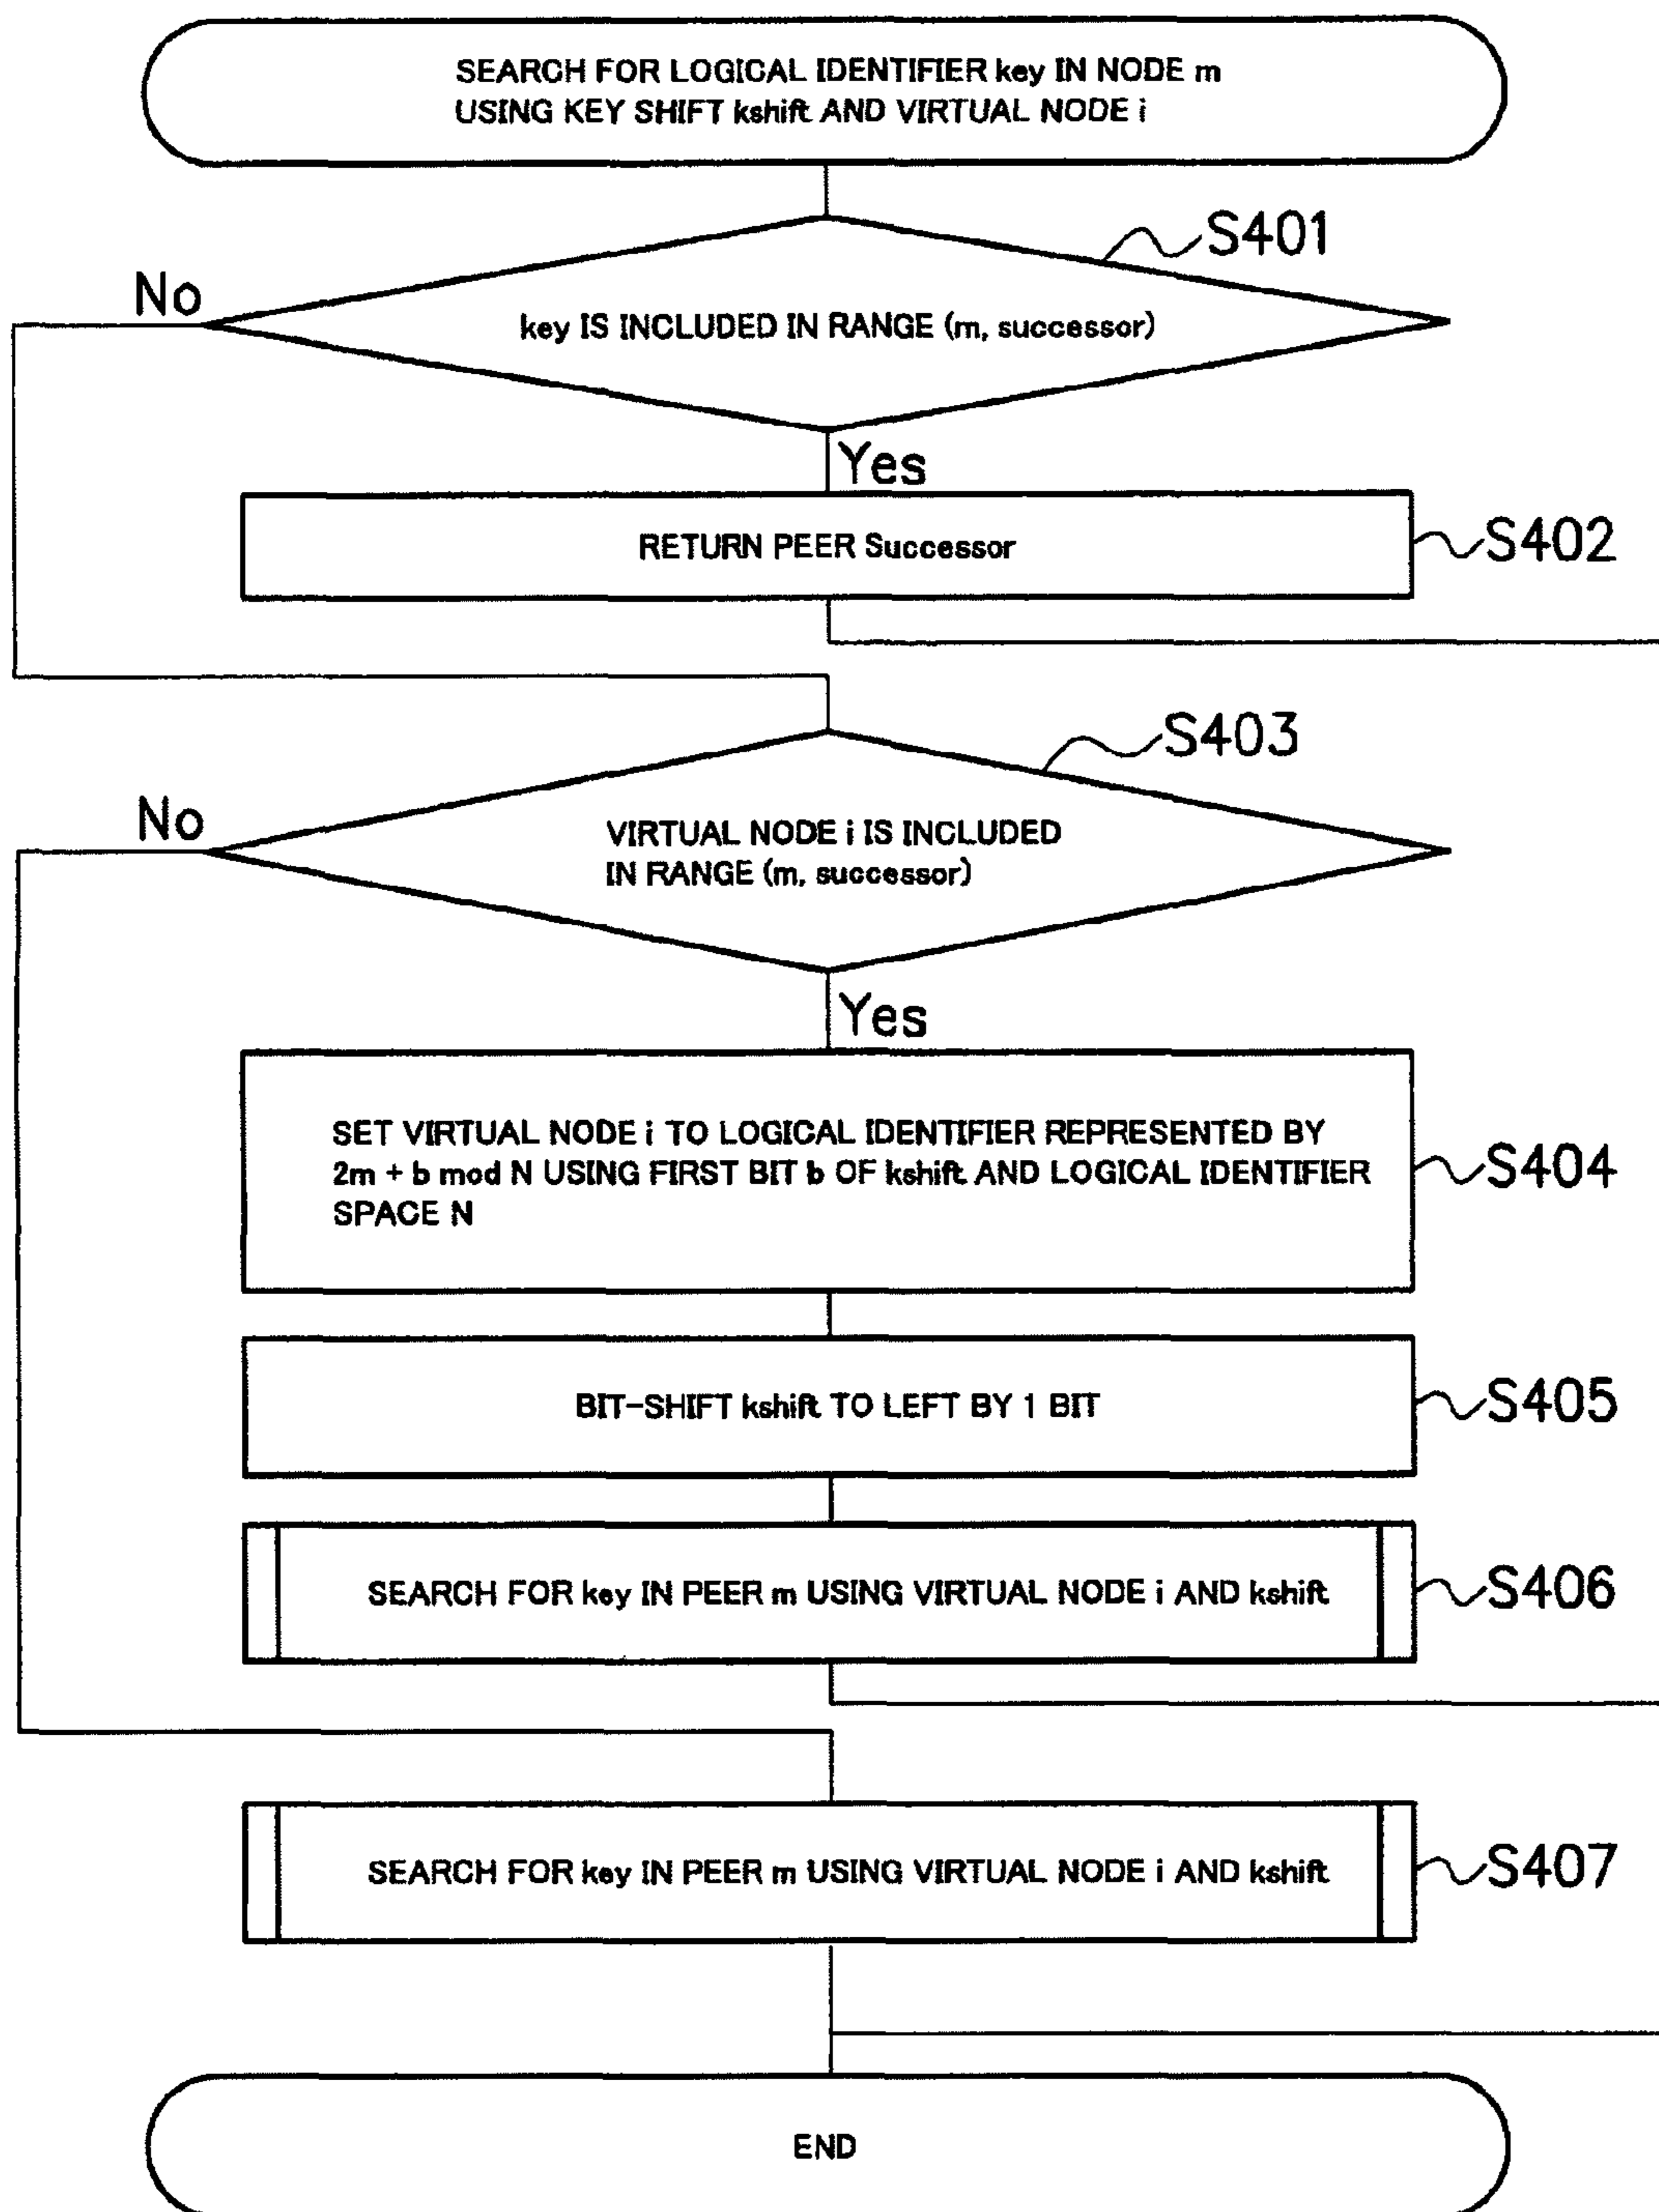 SEARCH FOR LOGICAL IDENTIFIER key IN NODE m
USING KEY SHIFT kshift AND VIRTUAL NODE i
S401
No
key IS INCLUDED IN RANGE (m, successor)
Yes
RETURN PEER Successor
S402
S403
No
VIRTUAL NODE i IS INCLUDED
IN RANGE (m, successor)
Yes
SET VIRTUAL NODE i TO LOGICAL IDENTIFIER REPRESENTED BY
2m + b mod N USING FIRST BIT b OF kshift AND LOGICAL IDENTIFIER
SPACE N
S404
BIT-SHIFT kshift TO LEFT BY 1 BIT
S405
SEARCH FOR key IN PEER m USING VIRTUAL NODE i AND kshift
S406
SEARCH FOR key IN PEER m USING VIRTUAL NODE i AND kshift
S407
END